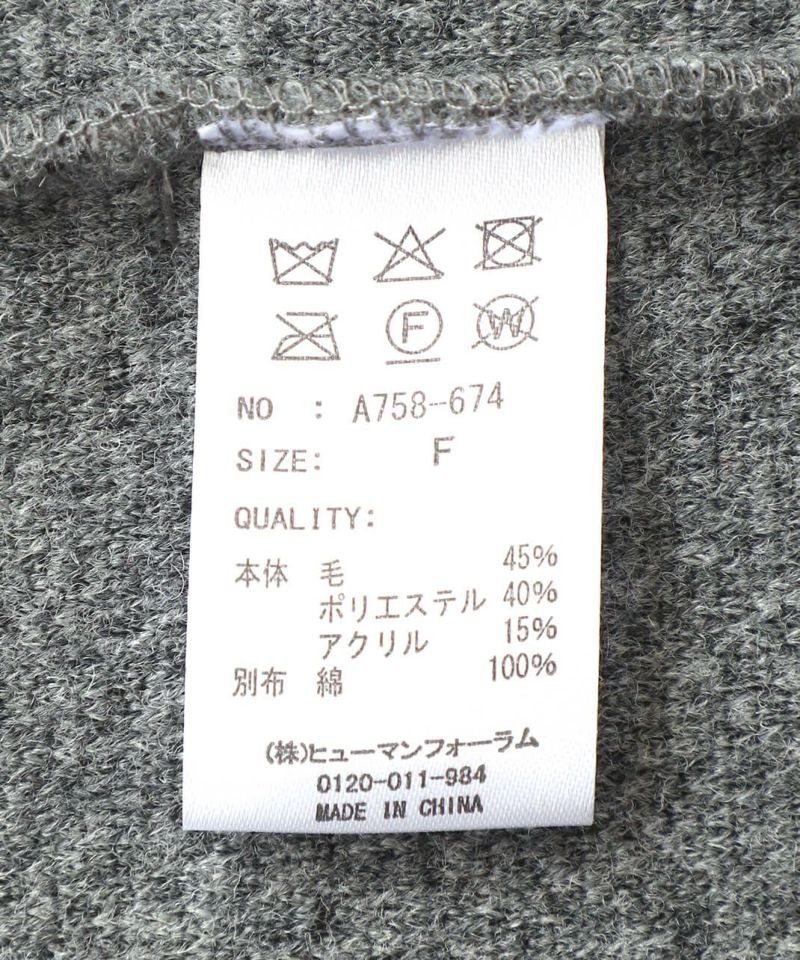 F W
NO : A758-674
SIZE: F
QUALITY:
本体 毛 45%
ポリエステル 40%
アクリル 15%
別布 綿 100%
(株)ヒューマンフォーラム
0120-011-984
MADE IN CHINA